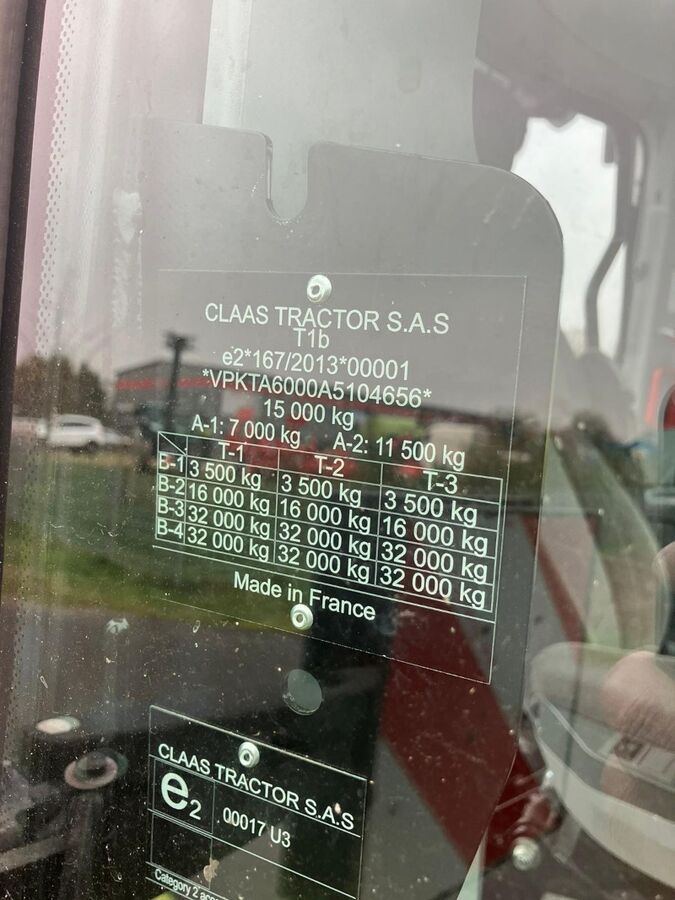 CLAAS TRACTOR S.A.S
T1b
e2*167/2013*00001
*VPKTA6000A5104656*
15 000 kg
A-1: 7 000 kg A-2: 11 500 kg
T-1 T-2 T-3
B-1 3 500 kg 3 500 kg 3 500 kg
B-2 16 000 kg 16 000 kg 16 000 kg
B-3 32 000 kg 32 000 kg 32 000 kg
B-4 32 000 kg 32 000 kg 32 000 kg
Made in France
CLAAS TRACTOR S.A.S
e2 00017 U3
Category 2